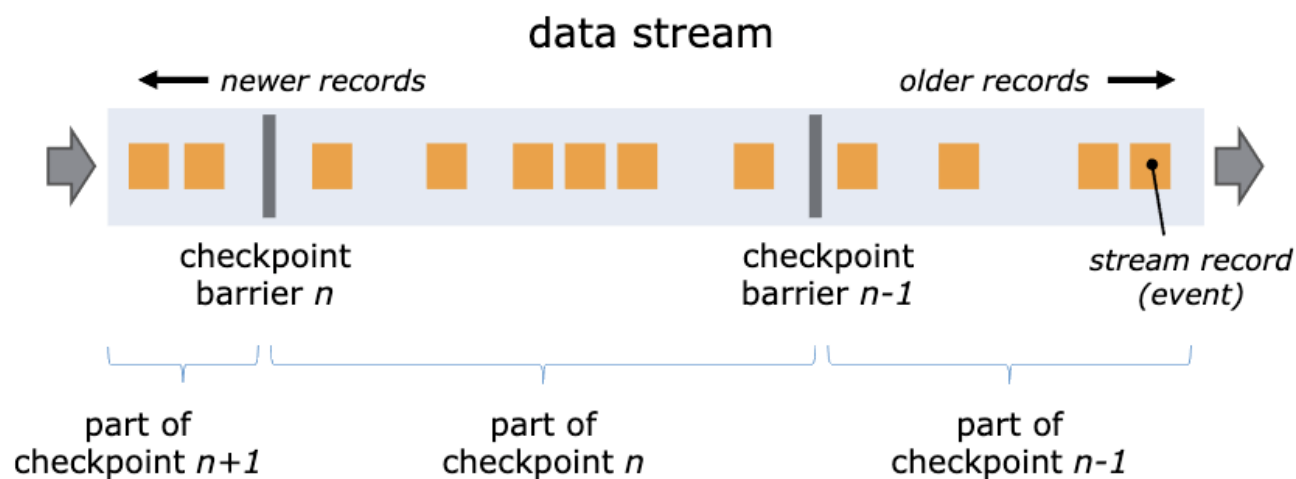 data stream
newer records
older records
checkpoint
barrier n
checkpoint
barrier n-1
stream record
(event)
part of
checkpoint n+1
part of
checkpoint n
part of
checkpoint n-1